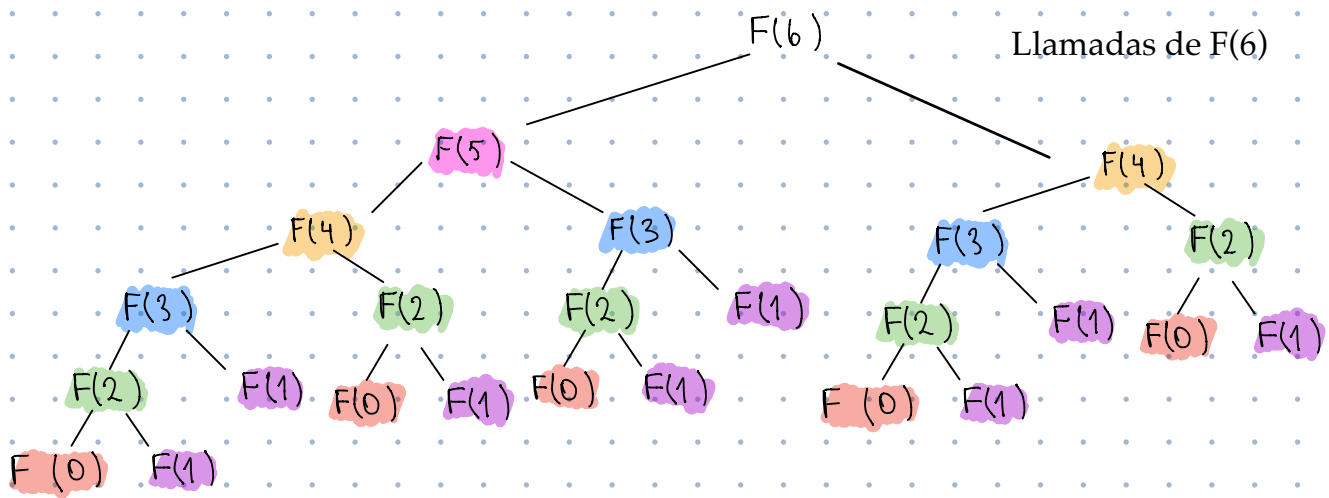 F(6)
Llamadas de F(6)
F(5)
F(4)
F(4)
F(3)
F(3)
F(2)
F(3)
F(2)
F(2)
F(1)
F(2)
F(1)
F(0)
F(1)
F(2)
F(1)
F(0)
F(1)
F(0)
F(1)
F (0)
F(1)
F (0)
F(1)